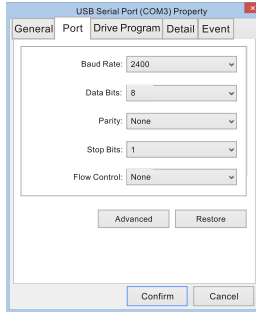 USB Serial Port (COM3) Property
General Port Drive Program Detail Event
Baud Rate: 2400
Data Bits: 8
Parity: None
Stop Bits: 1
Flow Control: None
Advanced Restore
Confirm Cancel